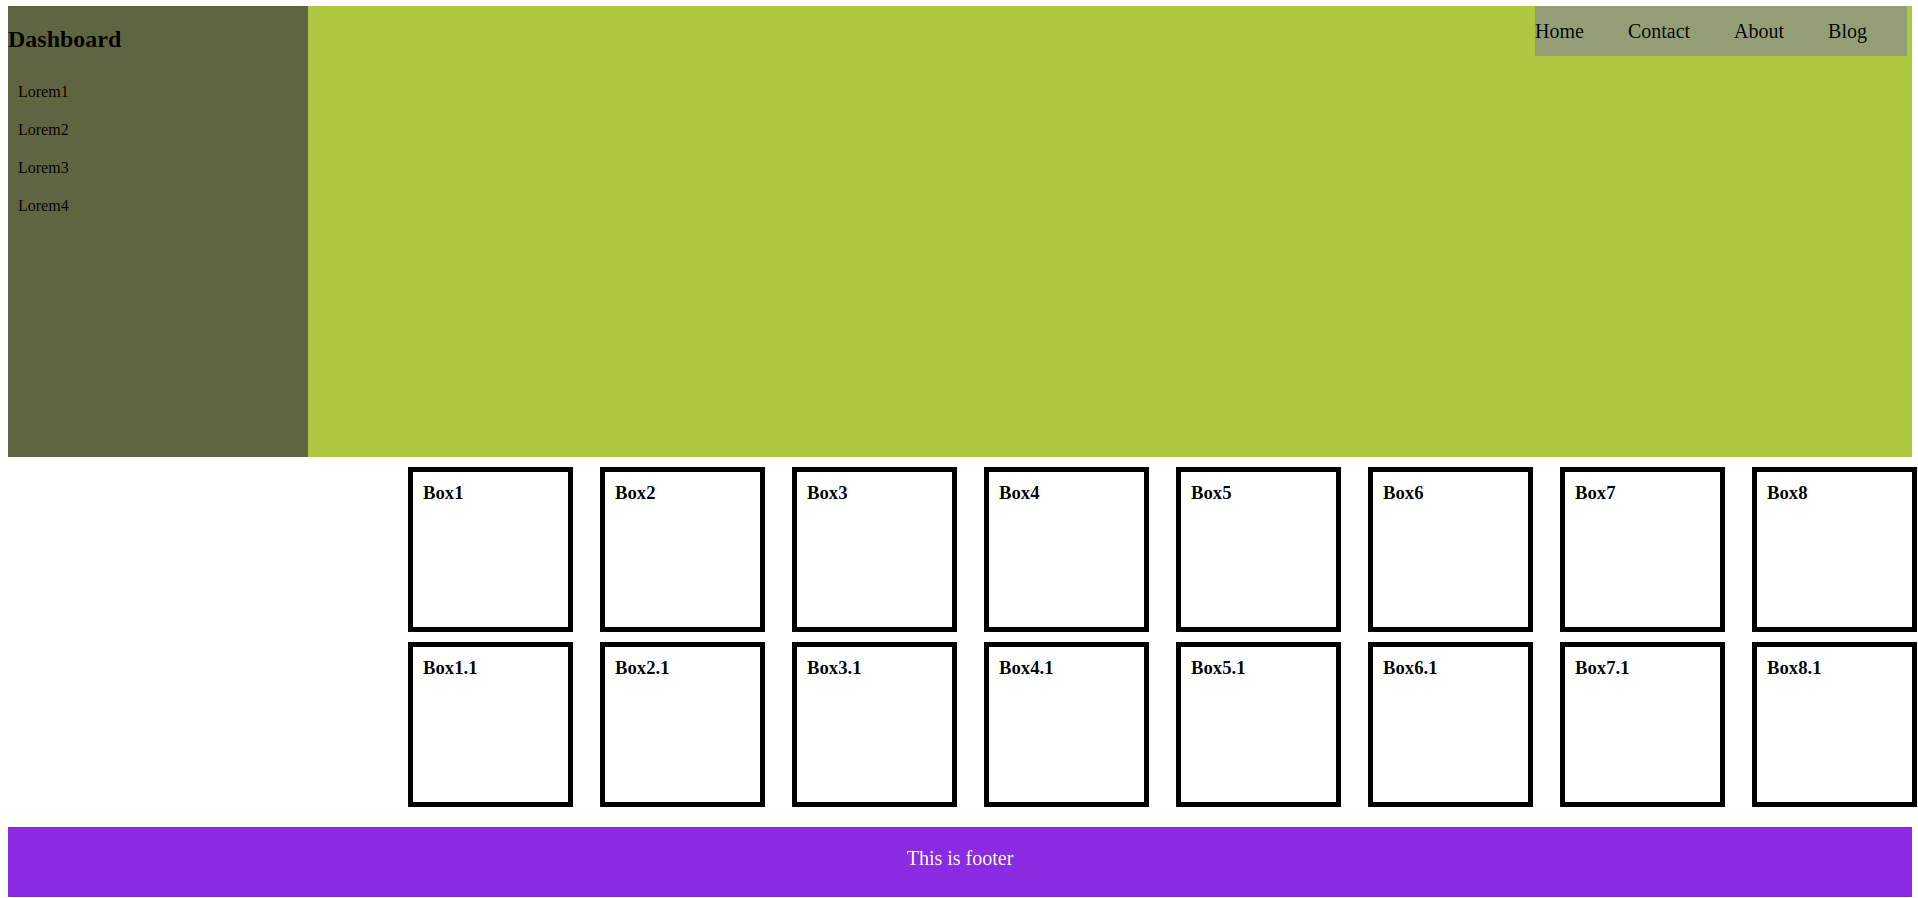 Dashboard
Home Contact About Blog
Lorem1
Lorem2
Lorem3
Lorem4
Box1 Box2 Box3 Box4 Box5 Box6 Box7 Box8
Box1.1 Box2.1 Box3.1 Box4.1 Box5.1 Box6.1 Box7.1 Box8.1
This is footer